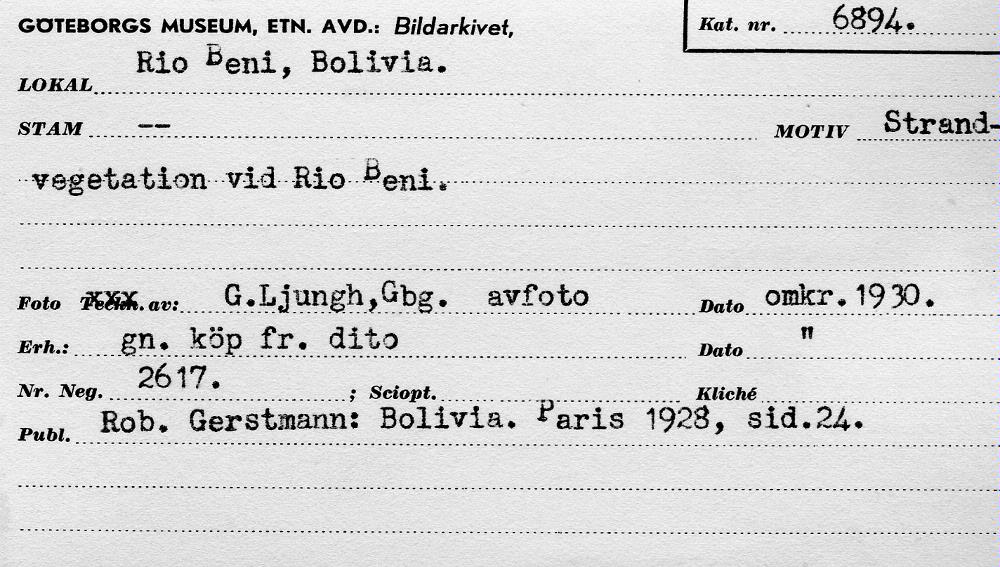 GÖTEBORGS MUSEUM, ETN. AVD.: Bildarkivet, Kat. nr. 6894.
LOKAL Rio Beni, Bolivia.
STAM -- MOTIV Strand-
vegetation vid Rio Beni.
Foto Teckn. av: G.Ljungh,Gbg. avfoto Dato omkr.1930.
Erh.: gn. köp fr. dito Dato "
Nr. Neg. 2617. ; Sciopt. Kliché
Publ. Rob. Gerstmann: Bolivia. Paris 1928, sid.24.